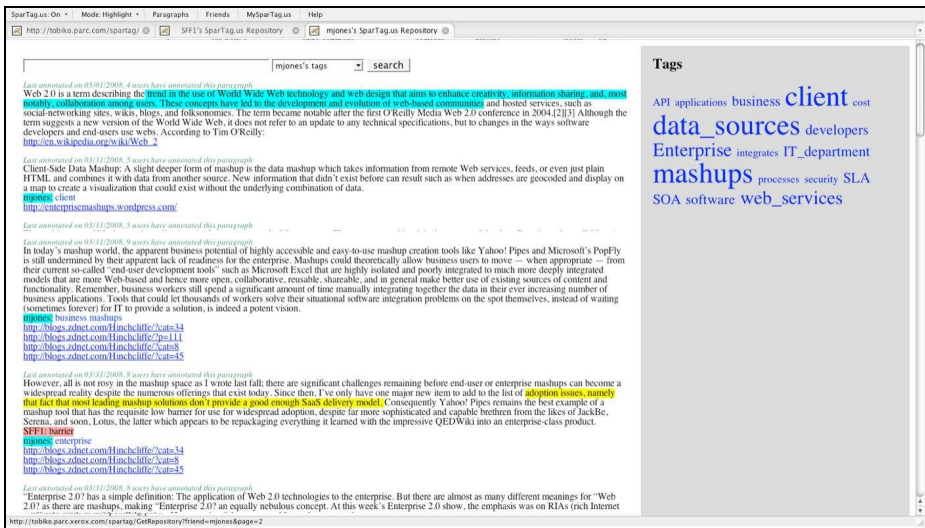 SparTag.us: On Mode: Highlight Paragraphs Friends MySparTag.us Help
http://tobiko.parc.com/spartag/ SFF1's SparTag.us Repository mjones's SparTag.us Repository
mjones's tags search
Last annotated on 05/01/2008, 4 users have annotated this paragraph
Web 2.0 is a term describing the trend in the use of World Wide Web technology and web design that aims to enhance creativity, information sharing, and, most
notably, collaboration among users. These concepts have led to the development and evolution of web-based communities and hosted services, such as
social-networking sites, wikis, blogs, and folksonomies. The term became notable after the first O'Reilly Media Web 2.0 conference in 2004.[2][3] Although the
term suggests a new version of the World Wide Web, it does not refer to an update to any technical specifications, but to changes in the ways software
developers and end-users use webs. According to Tim O'Reilly:
http://en.wikipedia.org/wiki/Web_2
Last annotated on 03/31/2008, 5 users have annotated this paragraph
Client-Side Data Mashup: A slight deeper form of mashup is the data mashup which takes information from remote Web services, feeds, or even just plain
HTML and combines it with data from another source. New information that didn't exist before can result such as when addresses are geocoded and display on
a map to create a visualization that could exist without the underlying combination of data.
mjones: client
http://enterprisemashups.wordpress.com/
Last annotated on 03/31/2008, 5 users have annotated this paragraph
Last annotated on 03/31/2008, 9 users have annotated this paragraph
In today's mashup world, the apparent business potential of highly accessible and easy-to-use mashup creation tools like Yahoo! Pipes and Microsoft's PopFly
is still undermined by their apparent lack of readiness for the enterprise. Mashups could theoretically allow business users to move — when appropriate — from
their current so-called "end-user development tools" such as Microsoft Excel that are highly isolated and poorly integrated to much more deeply integrated
models that are more Web-based and hence more open, collaborative, reusable, shareable, and in general make better use of existing sources of content and
functionality. Remember, business workers still spend a significant amount of time manually integrating together the data in their ever increasing number of
business applications. Tools that could let thousands of workers solve their situational software integration problems on the spot themselves, instead of waiting
(sometimes forever) for IT to provide a solution, is indeed a potent vision.
mjones: business mashups
http://blogs.zdnet.com/Hinchcliffe/?cat=34
http://blogs.zdnet.com/Hinchcliffe/?p=111
http://blogs.zdnet.com/Hinchcliffe/?cat=8
http://blogs.zdnet.com/Hinchcliffe/?cat=45
Last annotated on 03/31/2008, 8 users have annotated this paragraph
However, all is not rosy in the mashup space as I wrote last fall; there are significant challenges remaining before end-user or enterprise mashups can become a
widespread reality despite the numerous offerings that exist today. Since then, I've only have one major new item to add to the list of adoption issues, namely
that fact that most leading mashup solutions don't provide a good enough SaaS delivery model. Consequently Yahoo! Pipes remains the best example of a
mashup tool that has the requisite low barrier for use for widespread adoption, despite far more sophisticated and capable brethren from the likes of JackBe,
Serena, and soon, Lotus, the latter which appears to be repackaging everything it learned with the impressive QEDWiki into an enterprise-class product.
SFF1: barrier
mjones: enterprise
http://blogs.zdnet.com/Hinchcliffe/?cat=34
http://blogs.zdnet.com/Hinchcliffe/?cat=8
http://blogs.zdnet.com/Hinchcliffe/?cat=45
Last annotated on 03/31/2008, 8 users have annotated this paragraph
"Enterprise 2.0? has a simple definition: The application of Web 2.0 technologies to the enterprise. But there are almost as many different meanings for "Web
2.0? as there are mashups, making "Enterprise 2.0? an equally nebulous concept. At this week's Enterprise 2.0 show, the emphasis was on RIAs (rich Internet
http://tobiko.parc.xerox.com/spartag/GetRepository?friend=mjones&page=2
Tags
API applications business client cost
data_sources developers
Enterprise integrates IT_department
mashups processes security SLA
SOA software web_services